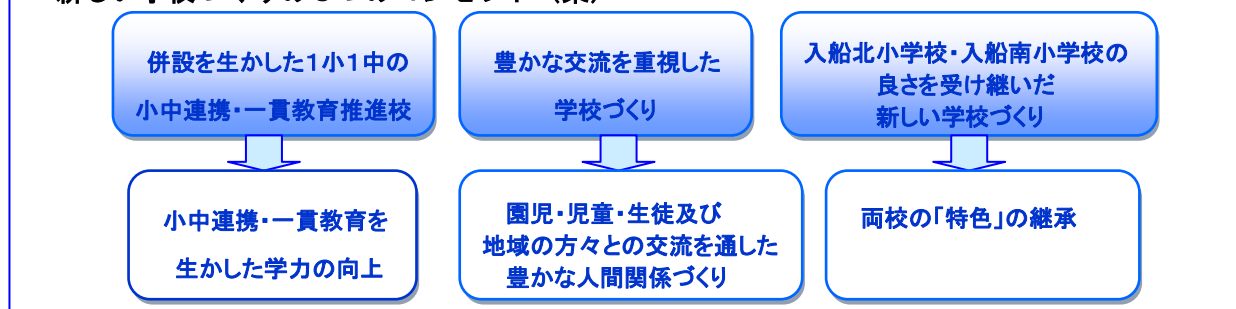 併設を生かした1小1中の
小中連携・一貫教育推進校
豊かな交流を重視した
学校づくり
入船北小学校・入船南小学校の
良さを受け継いだ
新しい学校づくり
小中連携・一貫教育を
生かした学力の向上
園児・児童・生徒及び
地域の方々との交流を通した
豊かな人間関係づくり
両校の「特色」の継承